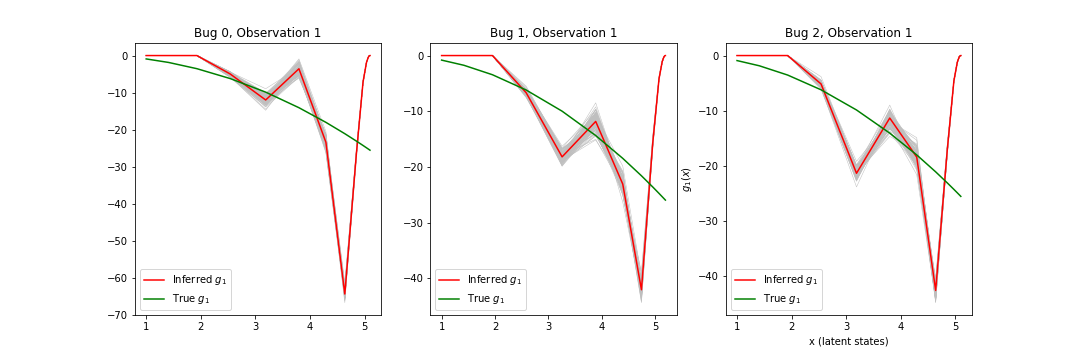 Bug 0, Observation 1
0
−10
−20
−30
−40
−50
−60
−70
1 2 3 4 5
Inferred g₁
True g₁
Bug 1, Observation 1
0
−10
−20
−30
−40
1 2 3 4 5
Inferred g₁
True g₁
Bug 2, Observation 1
g₁(x)
0
−10
−20
−30
−40
1 2 3 4 5
x (latent states)
Inferred g₁
True g₁